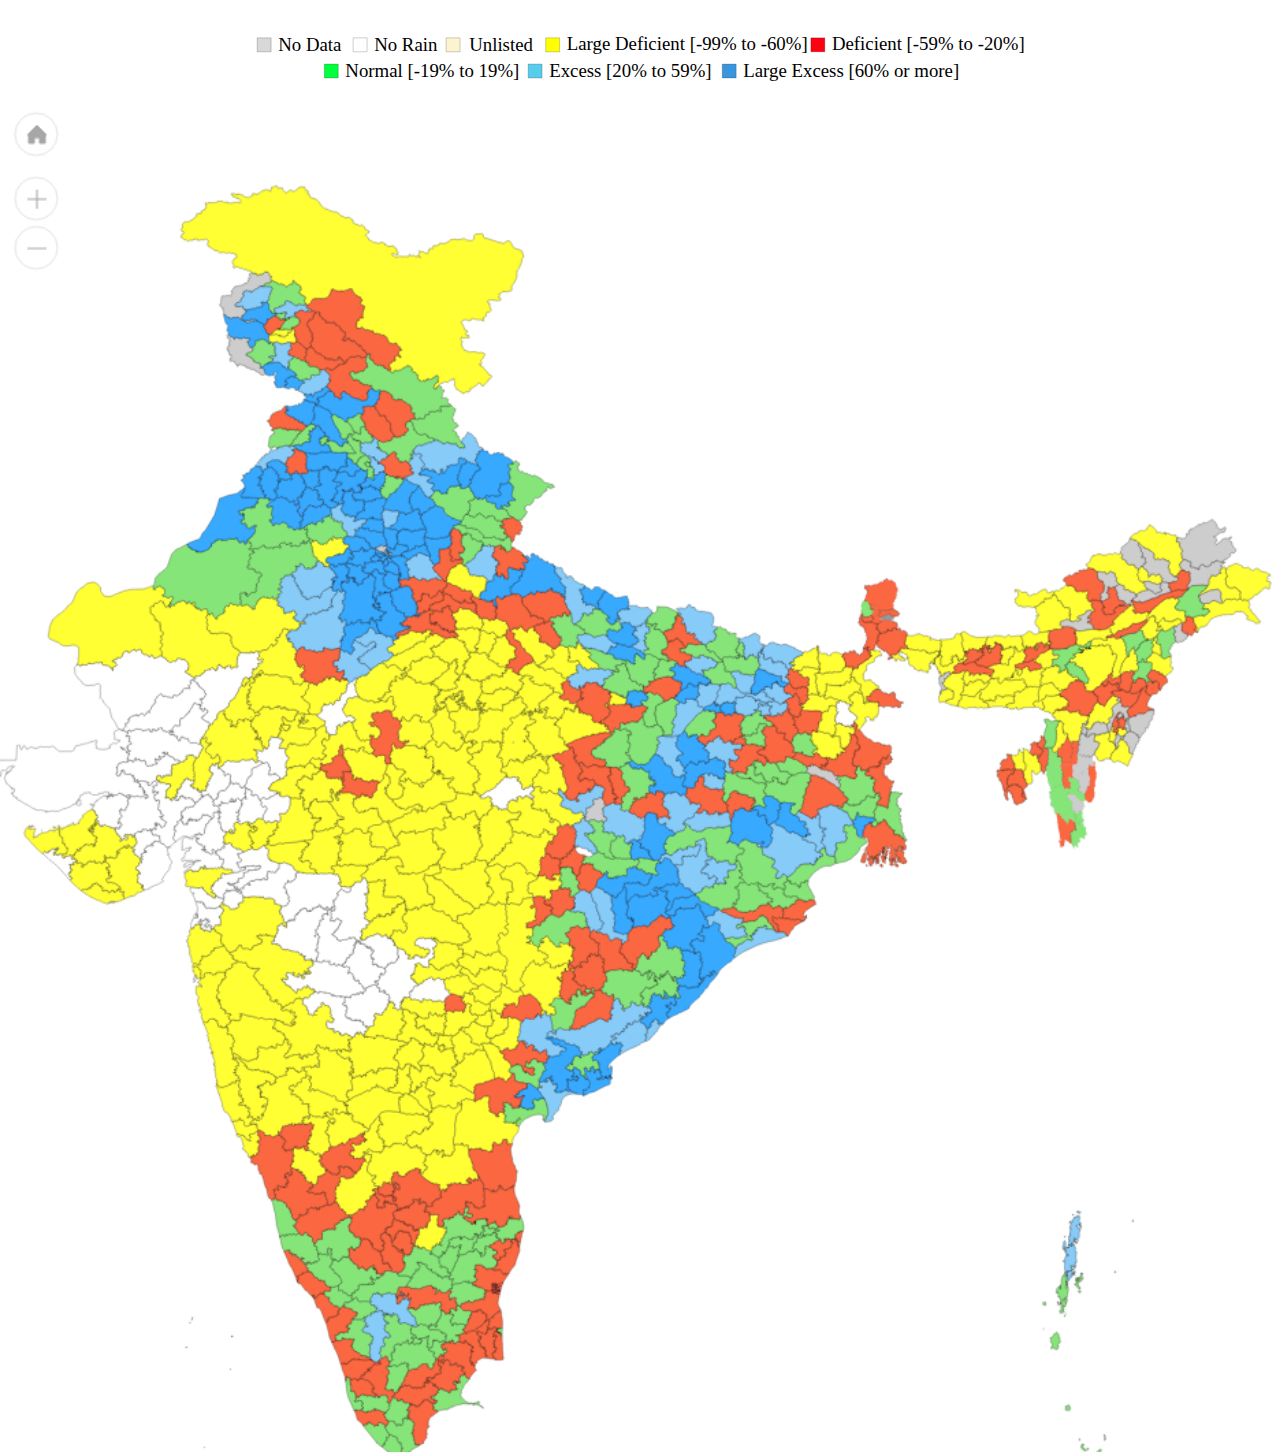 No Data No Rain Unlisted Large Deficient [-99% to -60%] Deficient [-59% to -20%]
Normal [-19% to 19%] Excess [20% to 59%] Large Excess [60% or more]